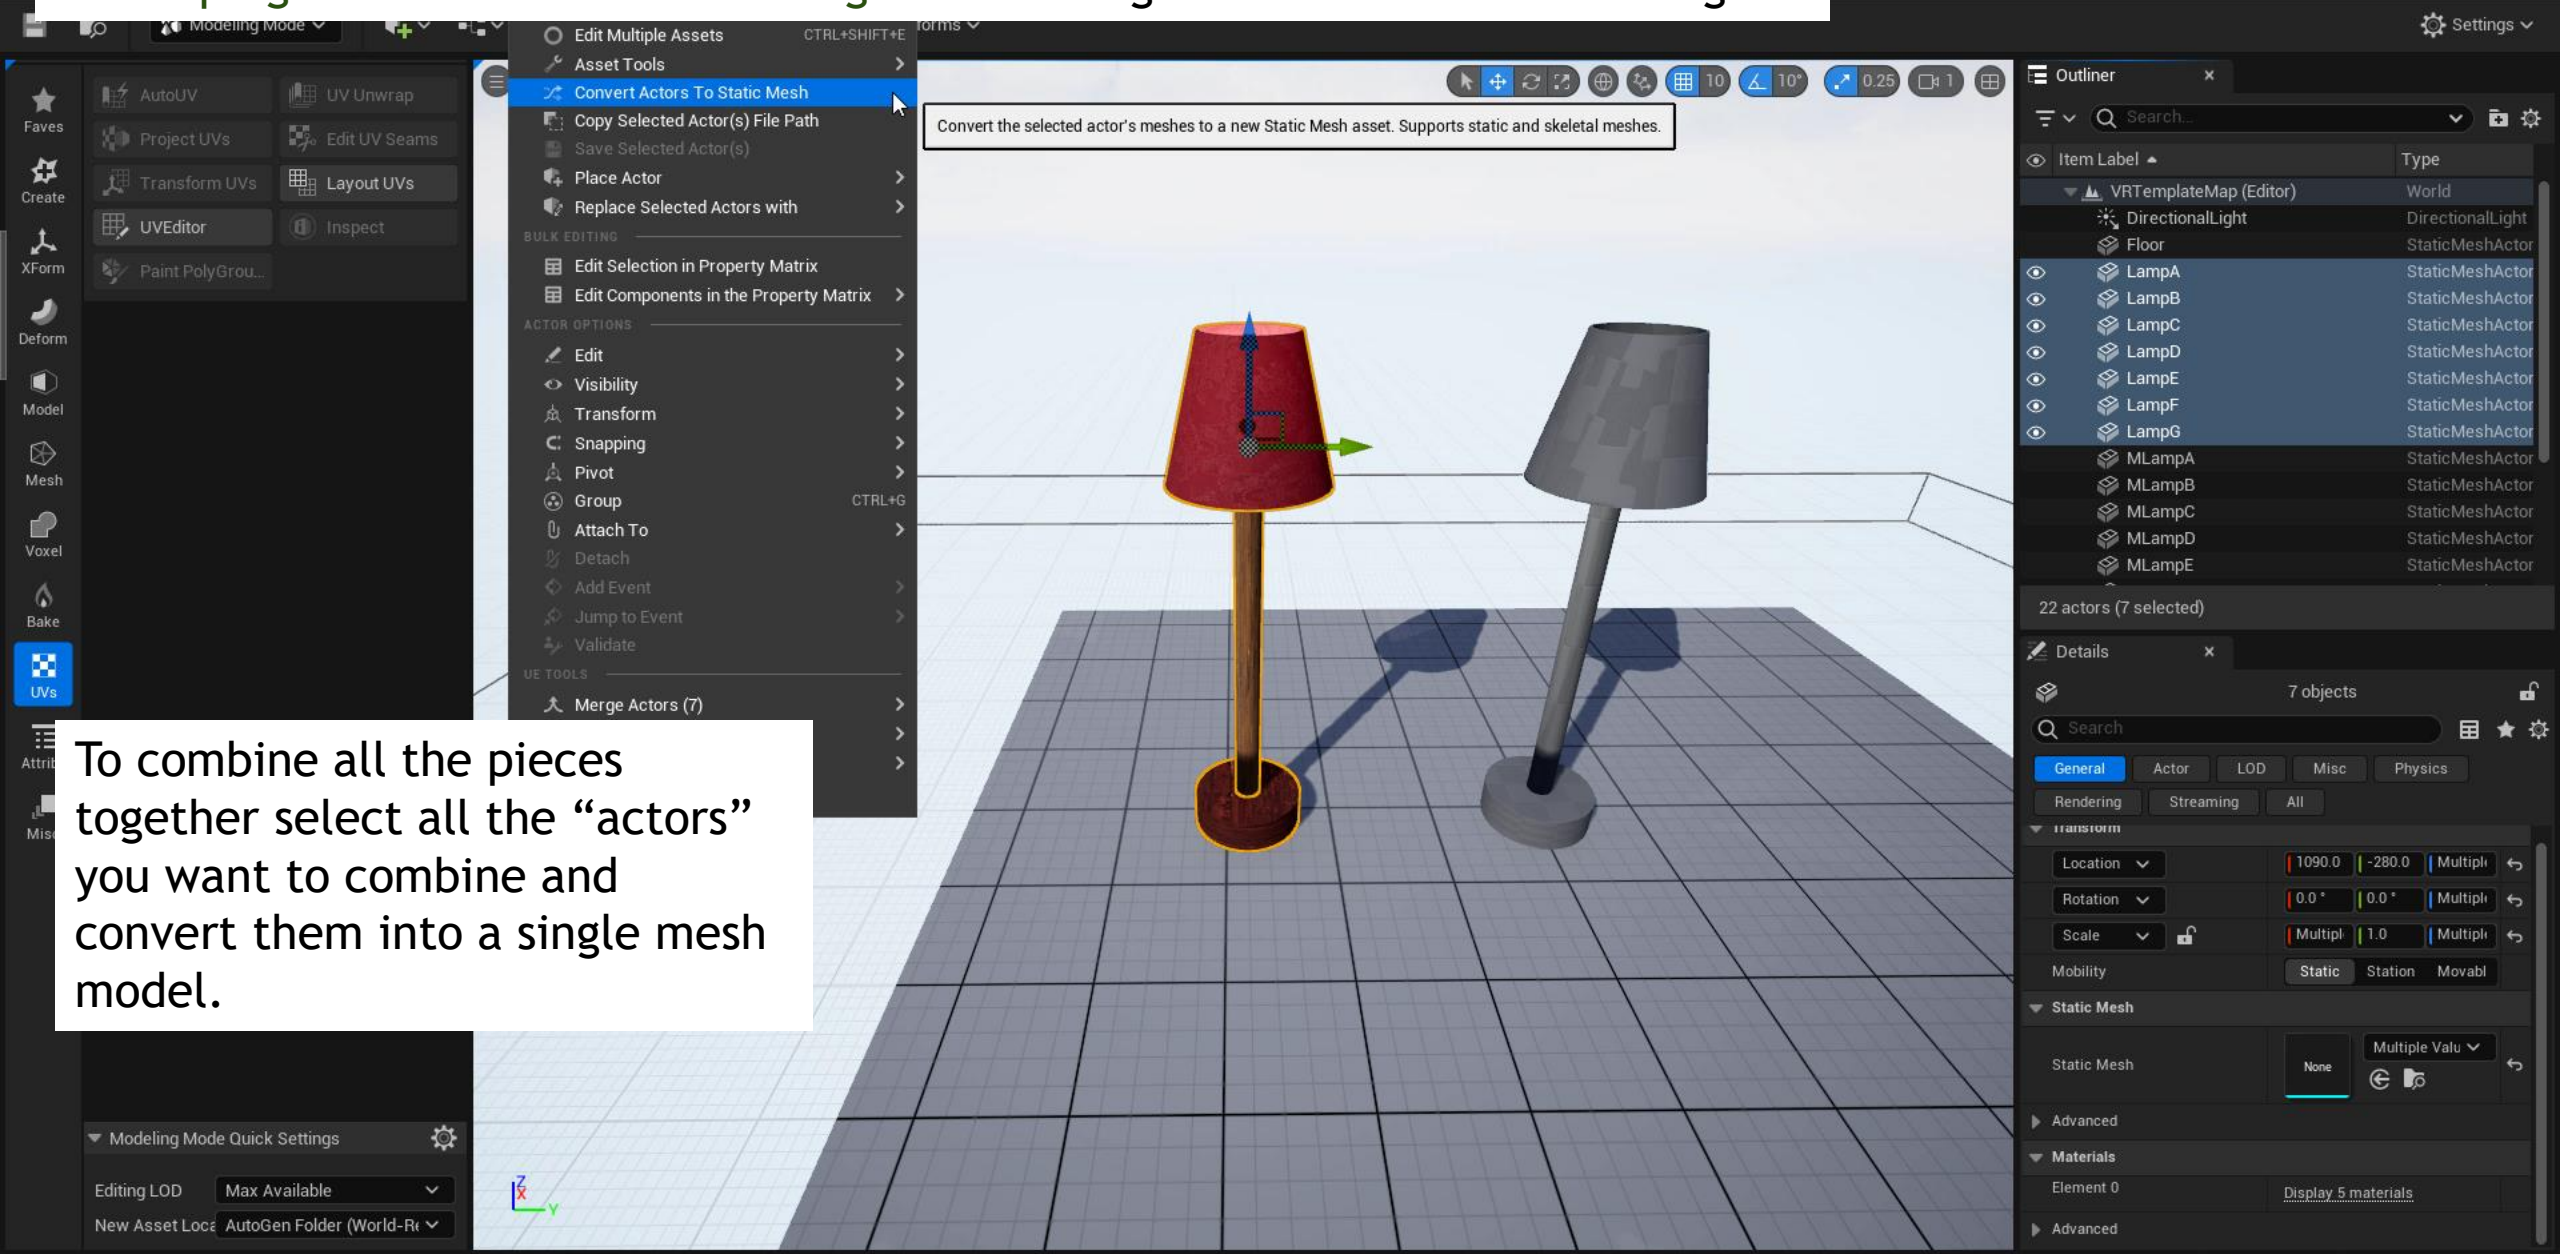 Modeling Mode
Settings
Edit Multiple Assets CTRL+SHIFT+E
Asset Tools
Convert Actors To Static Mesh
Copy Selected Actor(s) File Path
Save Selected Actor(s)
Place Actor
Replace Selected Actors with
BULK EDITING
Edit Selection in Property Matrix
Edit Components in the Property Matrix
ACTOR OPTIONS
Edit
Visibility
Transform
Snapping
Pivot
Group CTRL+G
Attach To
Detach
Add Event
Jump to Event
Validate
UE TOOLS
Merge Actors (7)
Convert the selected actor's meshes to a new Static Mesh asset. Supports static and skeletal meshes.
10 10° 0.25 1
Faves
Create
XForm
Deform
Model
Mesh
Voxel
Bake
UVs
AutoUV UV Unwrap
Project UVs Edit UV Seams
Transform UVs Layout UVs
UVEditor Inspect
Paint PolyGrou...
To combine all the pieces
together select all the “actors”
you want to combine and
convert them into a single mesh
model.
Modeling Mode Quick Settings
Editing LOD Max Available
New Asset Loca AutoGen Folder (World-Re
Z
X
Y
Outliner
Search...
Item Label Type
VRTemplateMap (Editor) World
DirectionalLight DirectionalLight
Floor StaticMeshActor
LampA StaticMeshActor
LampB StaticMeshActor
LampC StaticMeshActor
LampD StaticMeshActor
LampE StaticMeshActor
LampF StaticMeshActor
LampG StaticMeshActor
MLampA StaticMeshActor
MLampB StaticMeshActor
MLampC StaticMeshActor
MLampD StaticMeshActor
MLampE StaticMeshActor
22 actors (7 selected)
Details
7 objects
Search
General Actor LOD Misc Physics
Rendering Streaming All
Transform
Location 1090.0 -280.0 Multipl
Rotation 0.0 ° 0.0 ° Multipl
Scale Multipl 1.0 Multipl
Mobility Static Station Movabl
Static Mesh
Static Mesh None Multiple Valu
Advanced
Materials
Element 0 Display 5 materials
Advanced